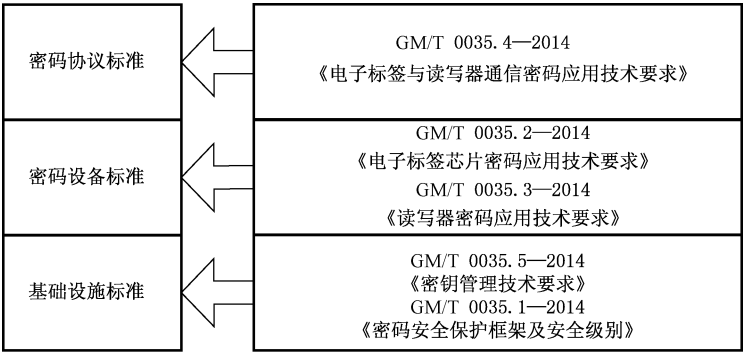 密码协议标准
GM/T 0035.4—2014
《电子标签与读写器通信密码应用技术要求》
密码设备标准
GM/T 0035.2—2014
《电子标签芯片密码应用技术要求》
GM/T 0035.3—2014
《读写器密码应用技术要求》
基础设施标准
GM/T 0035.5—2014
《密钥管理技术要求》
GM/T 0035.1—2014
《密码安全保护框架及安全级别》